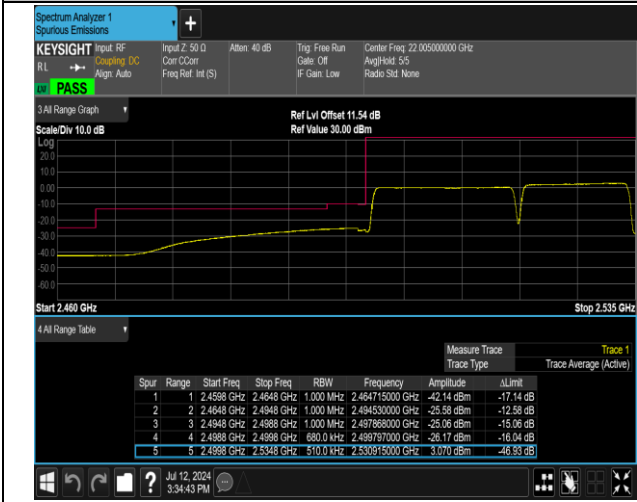 Spectrum Analyzer 1
Spurious Emissions
+
KEYSIGHT Input: RF Input Z: 50 Ω Atten: 40 dB Trig: Free Run Center Freq: 22.005000000 GHz
RL Coupling: DC Corr CCorr Gate: Off Avg|Hold: 5/5
Align: Auto Freq Ref: Int (S) IF Gain: Low Radio Std: None
PASS
3 All Range Graph
Ref Lvl Offset 11.54 dB
Scale/Div 10.0 dB Ref Value 30.00 dBm
Log
20.0
10.0
0.00
-10.0
-20.0
-30.0
-40.0
-50.0
-60.0
Start 2.460 GHz Stop 2.535 GHz
4 All Range Table
Measure Trace Trace 1
Trace Type Trace Average (Active)
Spur Range Start Freq Stop Freq RBW Frequency Amplitude ΔLimit
1 1 2.4598 GHz 2.4648 GHz 1.000 MHz 2.464715000 GHz -42.14 dBm -17.14 dB
2 2 2.4648 GHz 2.4948 GHz 1.000 MHz 2.494530000 GHz -25.58 dBm -12.58 dB
3 3 2.4948 GHz 2.4988 GHz 1.000 MHz 2.497868000 GHz -25.06 dBm -15.06 dB
4 4 2.4988 GHz 2.4998 GHz 680.0 kHz 2.499797000 GHz -26.17 dBm -16.04 dB
5 5 2.4998 GHz 2.5348 GHz 510.0 kHz 2.530915000 GHz 3.070 dBm -46.93 dB
? Jul 12, 2024
3:34:43 PM